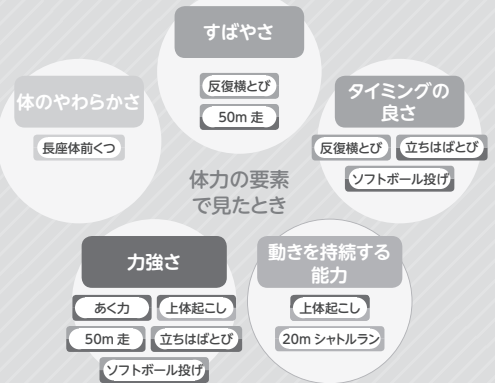 すばやさ
反復横とび
50m 走
体のやわらかさ
長座体前くつ
タイミングの
良さ
反復横とび
立ちはばとび
ソフトボール投げ
体力の要素
で見たとき
力強さ
あく力
上体起こし
50m 走
立ちはばとび
ソフトボール投げ
動きを持続する
能力
上体起こし
20m シャトルラン